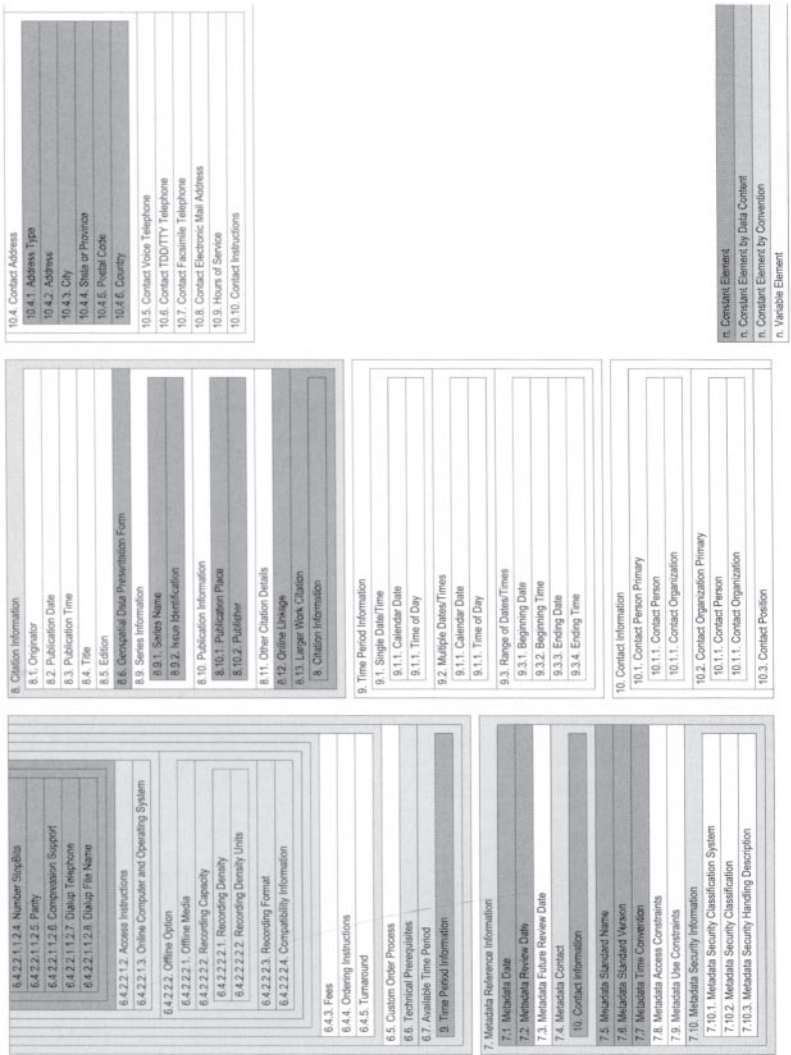 6.4.2.2.1.1.2.4. Number StopBits
6.4.2.2.1.1.2.5. Parity
6.4.2.2.1.1.2.6. Compression Support
6.4.2.2.1.1.2.7. Dialup Telephone
6.4.2.2.1.1.2.8. Dialup File Name
6.4.2.2.1.2. Access Instructions
6.4.2.2.1.3. Online Computer and Operating System
6.4.2.2.2. Offline Option
6.4.2.2.2.1. Offline Media
6.4.2.2.2.2. Recording Capacity
6.4.2.2.2.2.1. Recording Density
6.4.2.2.2.2.2. Recording Density Units
6.4.2.2.2.3. Recording Format
6.4.2.2.2.4. Compatibility Information
6.4.3. Fees
6.4.4. Ordering Instructions
6.4.5. Turnaround
6.5. Custom Order Process
6.6. Technical Prerequisites
6.7. Available Time Period
9. Time Period Information
7. Metadata Reference Information
7.1. Metadata Date
7.2. Metadata Review Date
7.3. Metadata Future Review Date
7.4. Metadata Contact
10. Contact Information
7.5. Metadata Standard Name
7.6. Metadata Standard Version
7.7. Metadata Time Convention
7.8. Metadata Access Constraints
7.9. Metadata Use Constraints
7.10. Metadata Security Information
7.10.1. Metadata Security Classification System
7.10.2. Metadata Security Classification
7.10.3. Metadata Security Handling Description
8. Citation Information
8.1. Originator
8.2. Publication Date
8.3. Publication Time
8.4. Title
8.5. Edition
8.6. Geospatial Data Presentation Form
8.9. Series Information
8.9.1. Series Name
8.9.2. Issue Identification
8.10. Publication Information
8.10.1. Publication Place
8.10.2. Publisher
8.11. Other Citation Details
8.12. Online Linkage
8.13. Larger Work Citation
8. Citation Information
9. Time Period Information
9.1. Single Date/Time
9.1.1. Calendar Date
9.1.1. Time of Day
9.2. Multiple Dates/Times
9.1.1. Calendar Date
9.1.1. Time of Day
9.3. Range of Dates/Times
9.3.1. Beginning Date
9.3.2. Beginning Time
9.3.3. Ending Date
9.3.4. Ending Time
10. Contact Information
10.1. Contact Person Primary
10.1.1. Contact Person
10.1.1. Contact Organization
10.2. Contact Organization Primary
10.1.1. Contact Person
10.1.1. Contact Organization
10.3. Contact Position
10.4. Contact Address
10.4.1. Address Type
10.4.2. Address
10.4.3. City
10.4.4. State or Province
10.4.5. Postal Code
10.4.6. Country
10.5. Contact Voice Telephone
10.6. Contact TDD/TTY Telephone
10.7. Contact Facsimile Telephone
10.8. Contact Electronic Mail Address
10.9. Hours of Service
10.10. Contact Instructions
n. Constant Element
n. Constant Element by Data Content
n. Constant Element by Convention
n. Variable Element